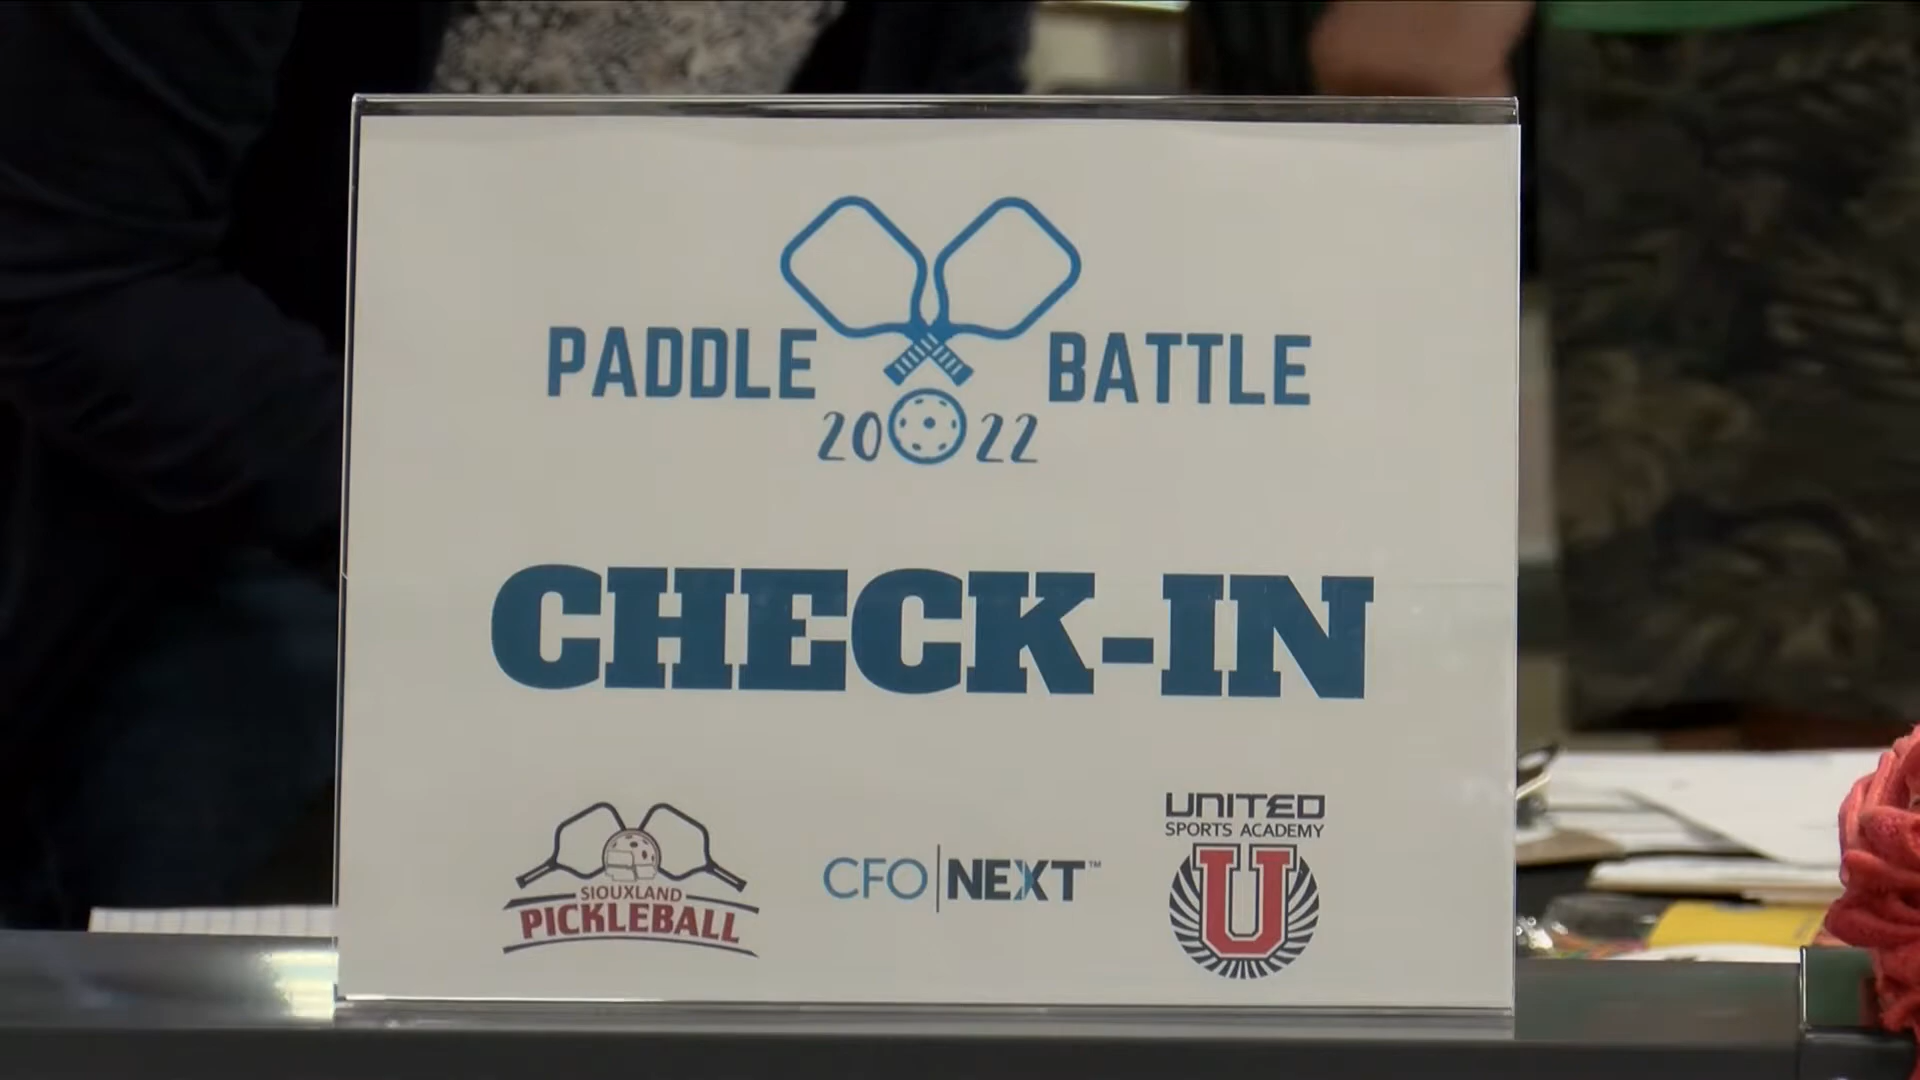 PADDLE BATTLE
2022
CHECK-IN
SIOUXLAND
PICKLEBALL
CFO|NEXT™
UNITED
SPORTS ACADEMY
U